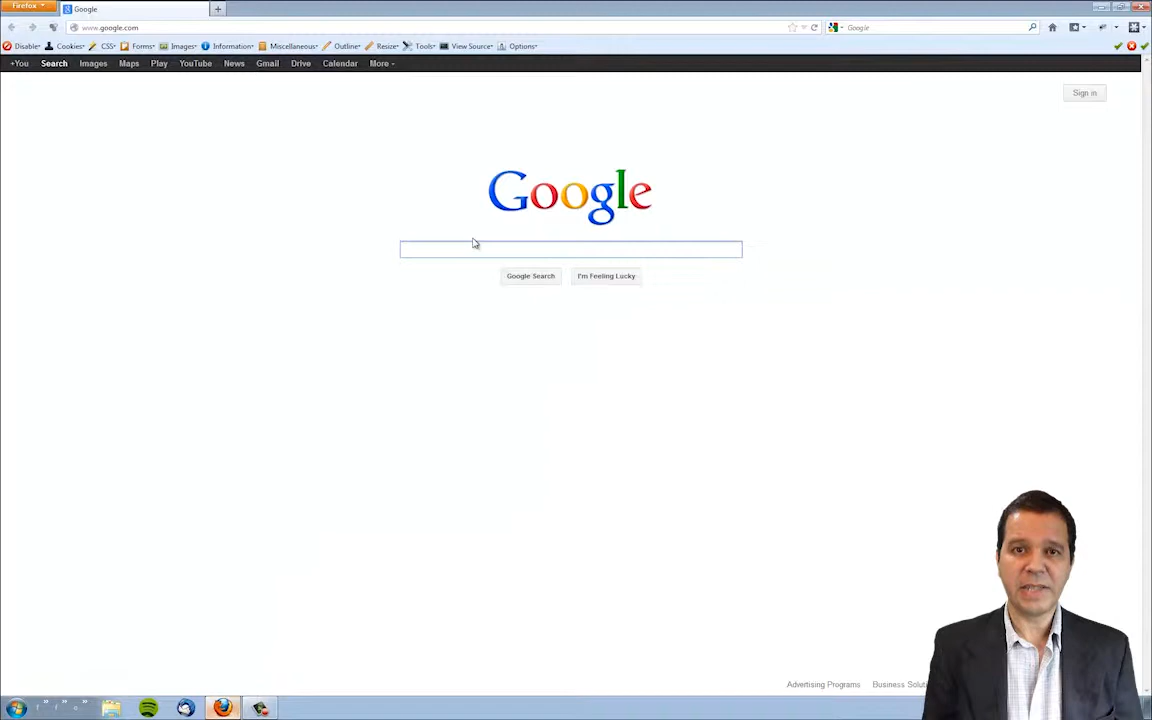 Firefox
Google
www.google.com
Google
Disable
Cookies
CSS
Forms
Images
Information
Miscellaneous
Outline
Resize
Tools
View Source
Options
+You Search Images Maps Play YouTube News Gmail Drive Calendar More
Sign in
Google
Google Search
I'm Feeling Lucky
Advertising Programs
Business Soluti